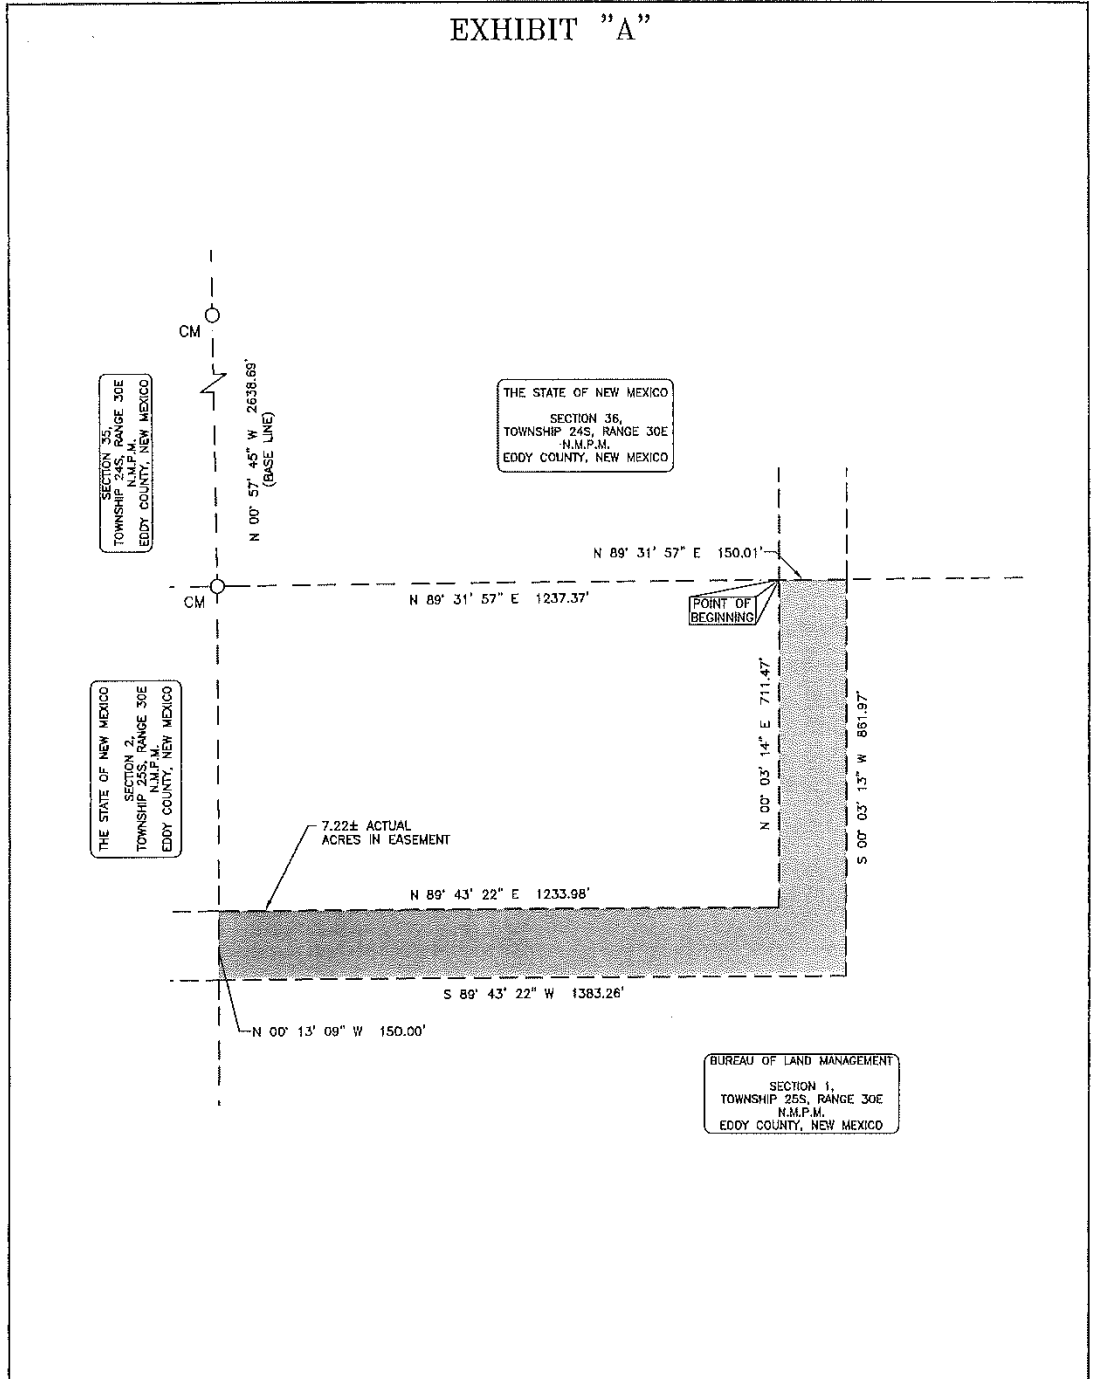 EXHIBIT "A"
CM
N 00° 57' 45" W 2638.69'
(BASE LINE)
SECTION 35,
TOWNSHIP 24S, RANGE 30E
N.M.P.M.
EDDY COUNTY, NEW MEXICO
THE STATE OF NEW MEXICO
SECTION 36,
TOWNSHIP 24S, RANGE 30E
N.M.P.M.
EDDY COUNTY, NEW MEXICO
N 89° 31' 57" E 150.01'
CM
N 89° 31' 57" E 1237.37'
POINT OF
BEGINNING
THE STATE OF NEW MEXICO
SECTION 2,
TOWNSHIP 25S, RANGE 30E
N.M.P.M.
EDDY COUNTY, NEW MEXICO
N 00° 03' 14" E 711.47'
S 00° 03' 13" W 861.97'
7.22± ACTUAL
ACRES IN EASEMENT
N 89° 43' 22" E 1233.98'
S 89° 43' 22" W 1383.26'
N 00° 13' 09" W 150.00'
BUREAU OF LAND MANAGEMENT
SECTION 1,
TOWNSHIP 25S, RANGE 30E
N.M.P.M.
EDDY COUNTY, NEW MEXICO